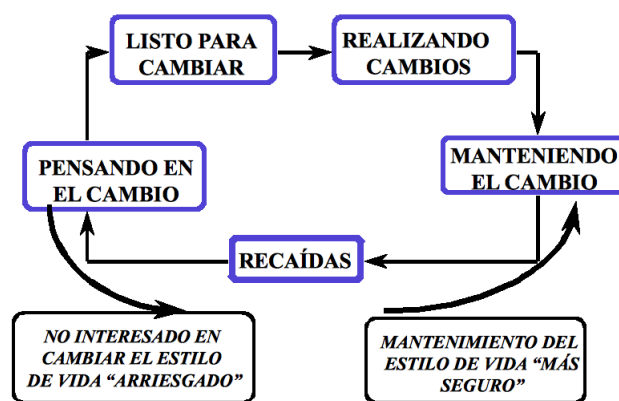 LISTO PARA
CAMBIAR
REALIZANDO
CAMBIOS
PENSANDO EN
EL CAMBIO
MANTENIENDO
EL CAMBIO
RECAÍDAS
NO INTERESADO EN
CAMBIAR EL ESTILO
DE VIDA “ARRIESGADO”
MANTENIMIENTO DEL
ESTILO DE VIDA “MÁS
SEGURO”